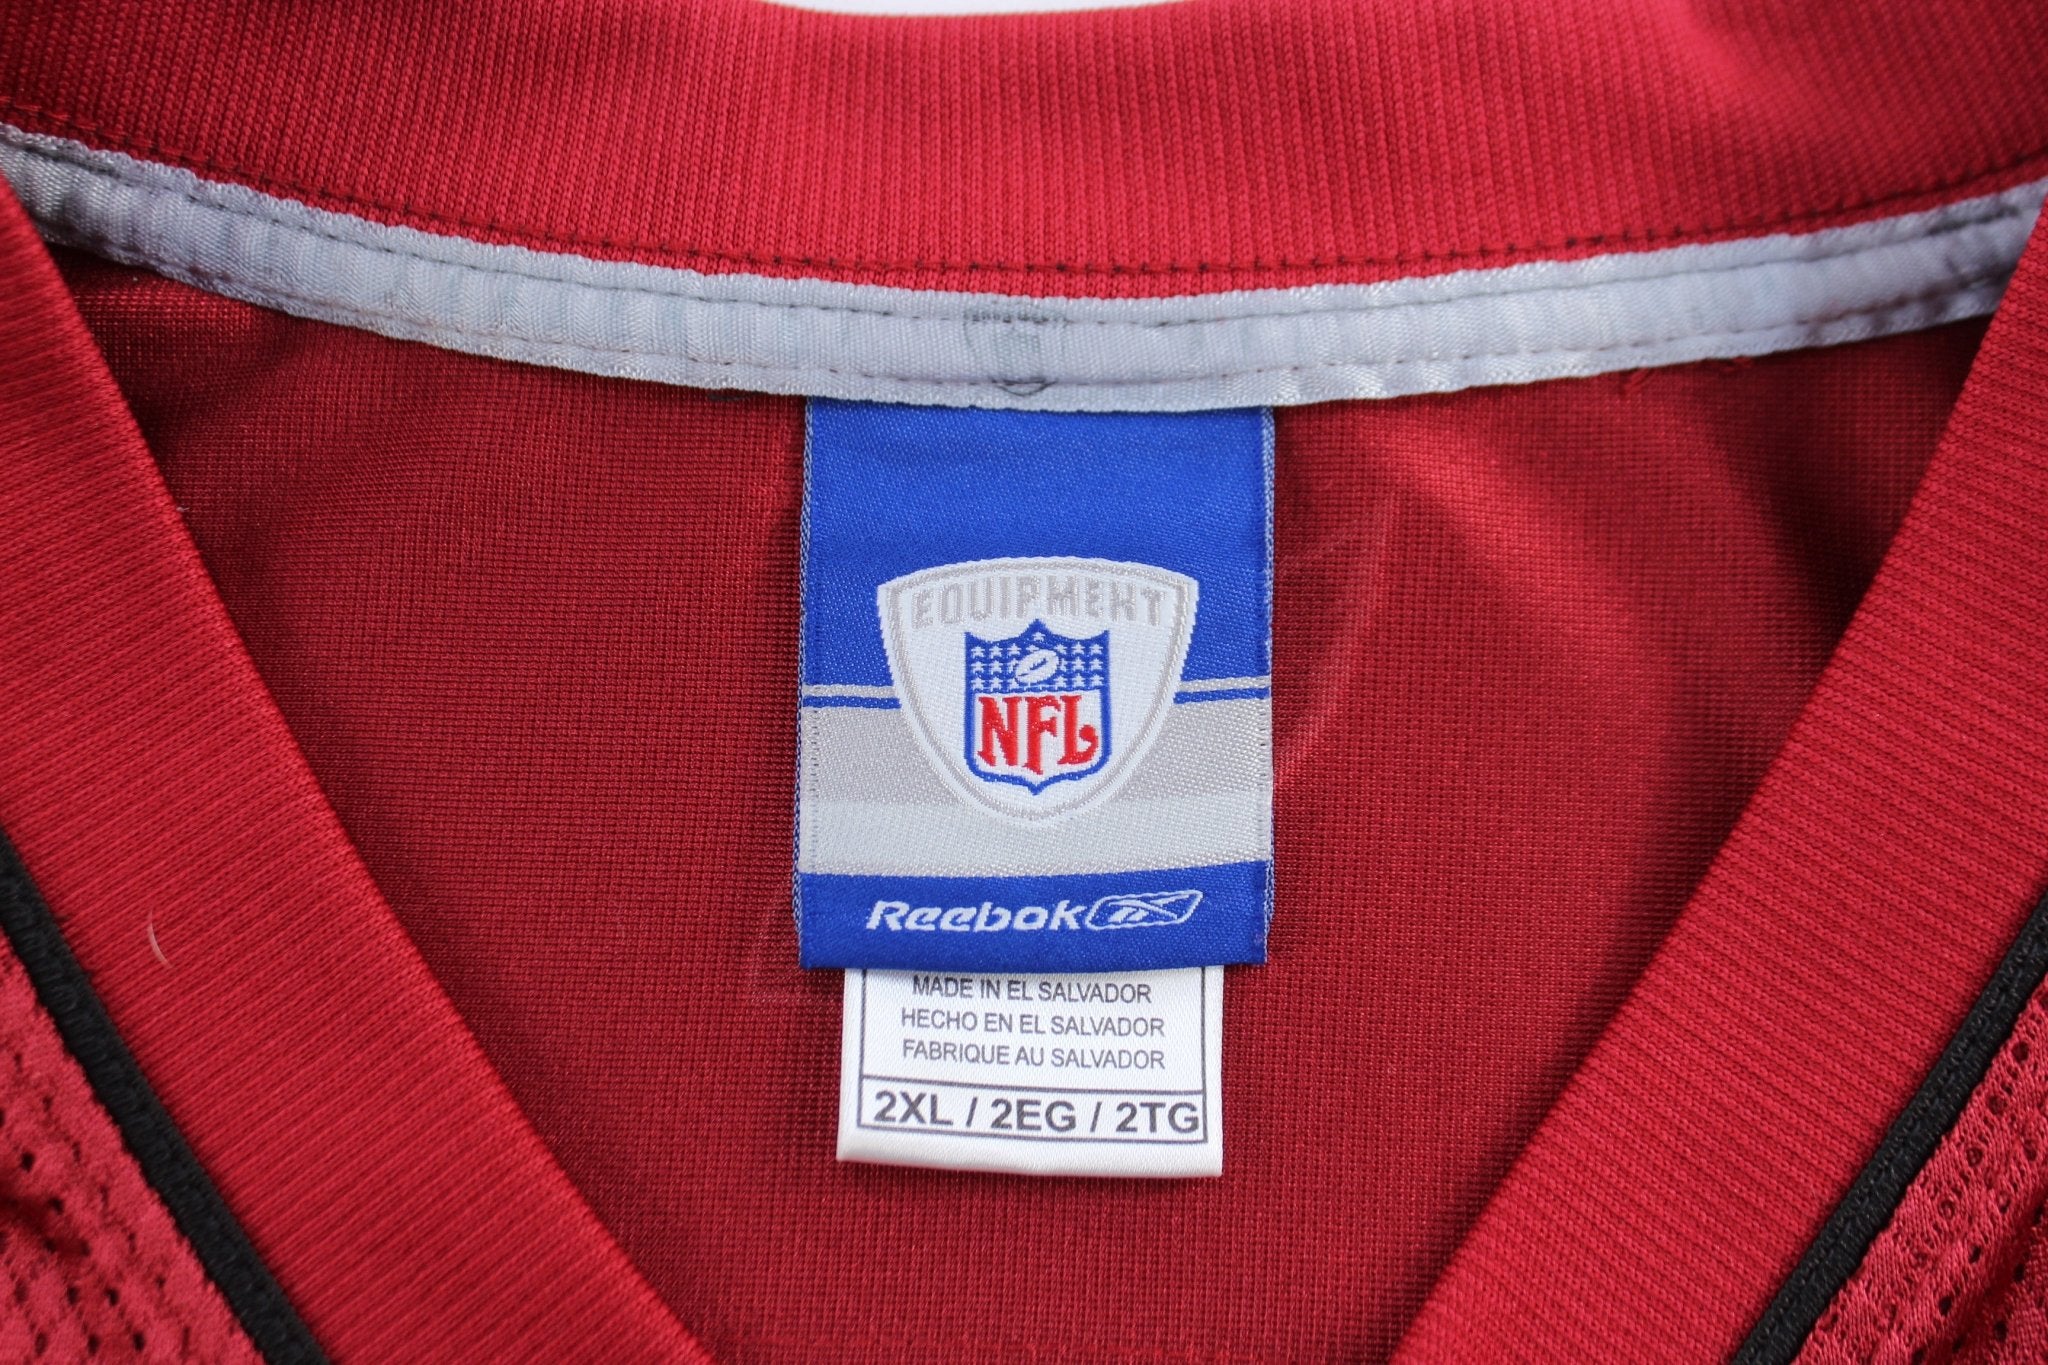 EQUIPMENT
NFL
Reebok
MADE IN EL SALVADOR
HECHO EN EL SALVADOR
FABRIQUE AU SALVADOR
2XL / 2EG / 2TG